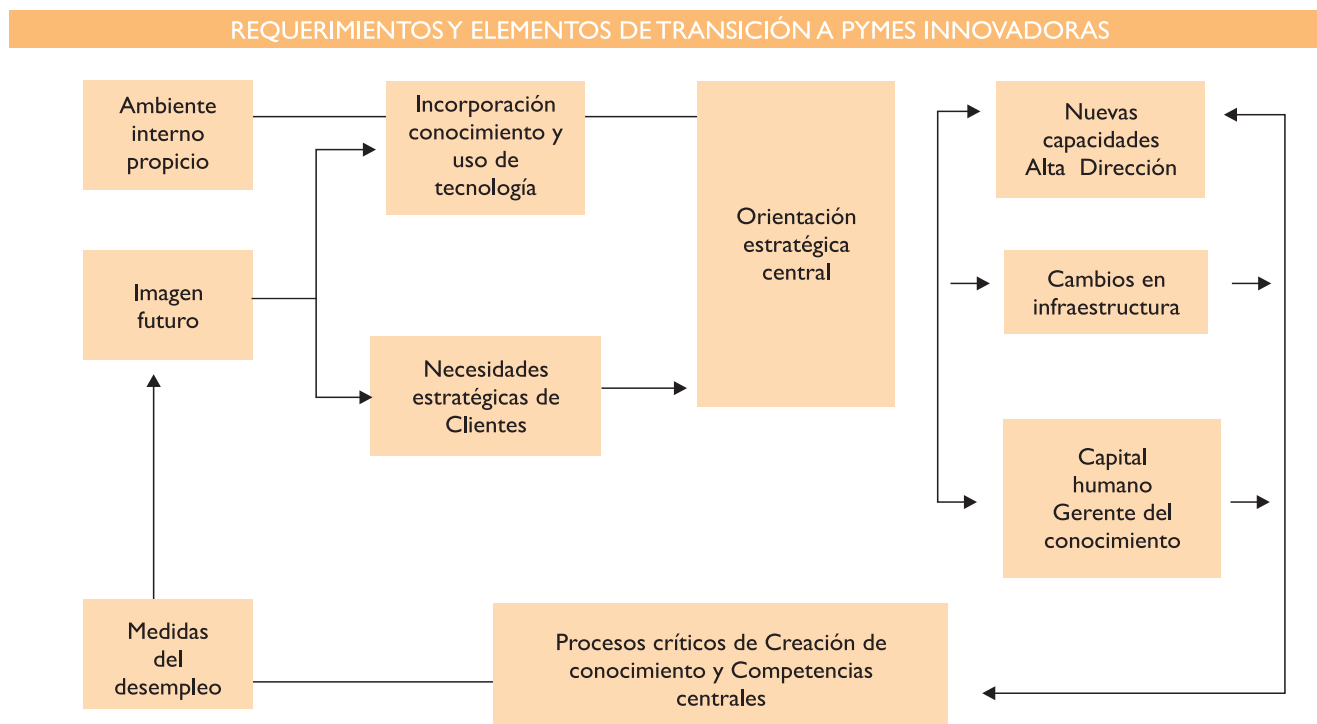 REQUERIMIENTOS Y ELEMENTOS DE TRANSICIÓN A PYMES INNOVADORAS
Ambiente
interno
propicio
Incorporación
conocimiento y
uso de
tecnología
Nuevas
capacidades
Alta Dirección
Orientación
estratégica
central
Imagen
futuro
Cambios en
infraestructura
Necesidades
estratégicas de
Clientes
Capital
humano
Gerente del
conocimiento
Medidas
del
desempleo
Procesos críticos de Creación de
conocimiento y Competencias
centrales